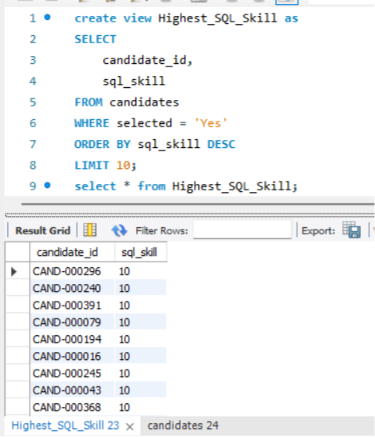 1 create view Highest_SQL_Skill as
2 SELECT
3 candidate_id,
4 sql_skill
5 FROM candidates
6 WHERE selected = 'Yes'
7 ORDER BY sql_skill DESC
8 LIMIT 10;
9 select * from Highest_SQL_Skill;
Result Grid Filter Rows: Export:
candidate_id sql_skill
CAND-000296 10
CAND-000240 10
CAND-000391 10
CAND-000079 10
CAND-000194 10
CAND-000016 10
CAND-000245 10
CAND-000043 10
CAND-000368 10
Highest_SQL_Skill 23 × candidates 24